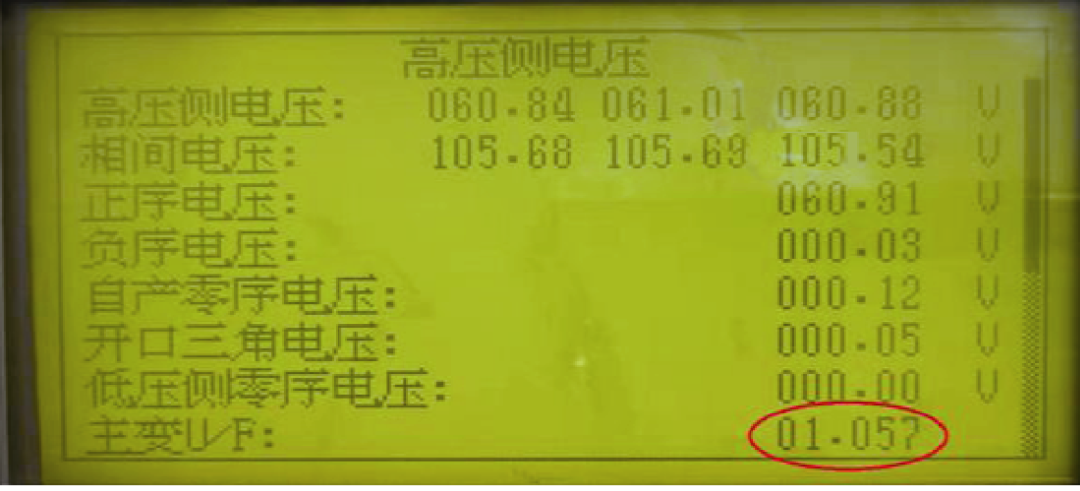 高压侧电压
高压侧电压: 060.84 061.01 060.88 V
相间电压: 105.68 105.69 105.54 V
正序电压: 060.91 V
负序电压: 000.03 V
自产零序电压: 000.12 V
开口三角电压: 000.05 V
低压侧零序电压: 000.00 V
主变U/F: 01.057